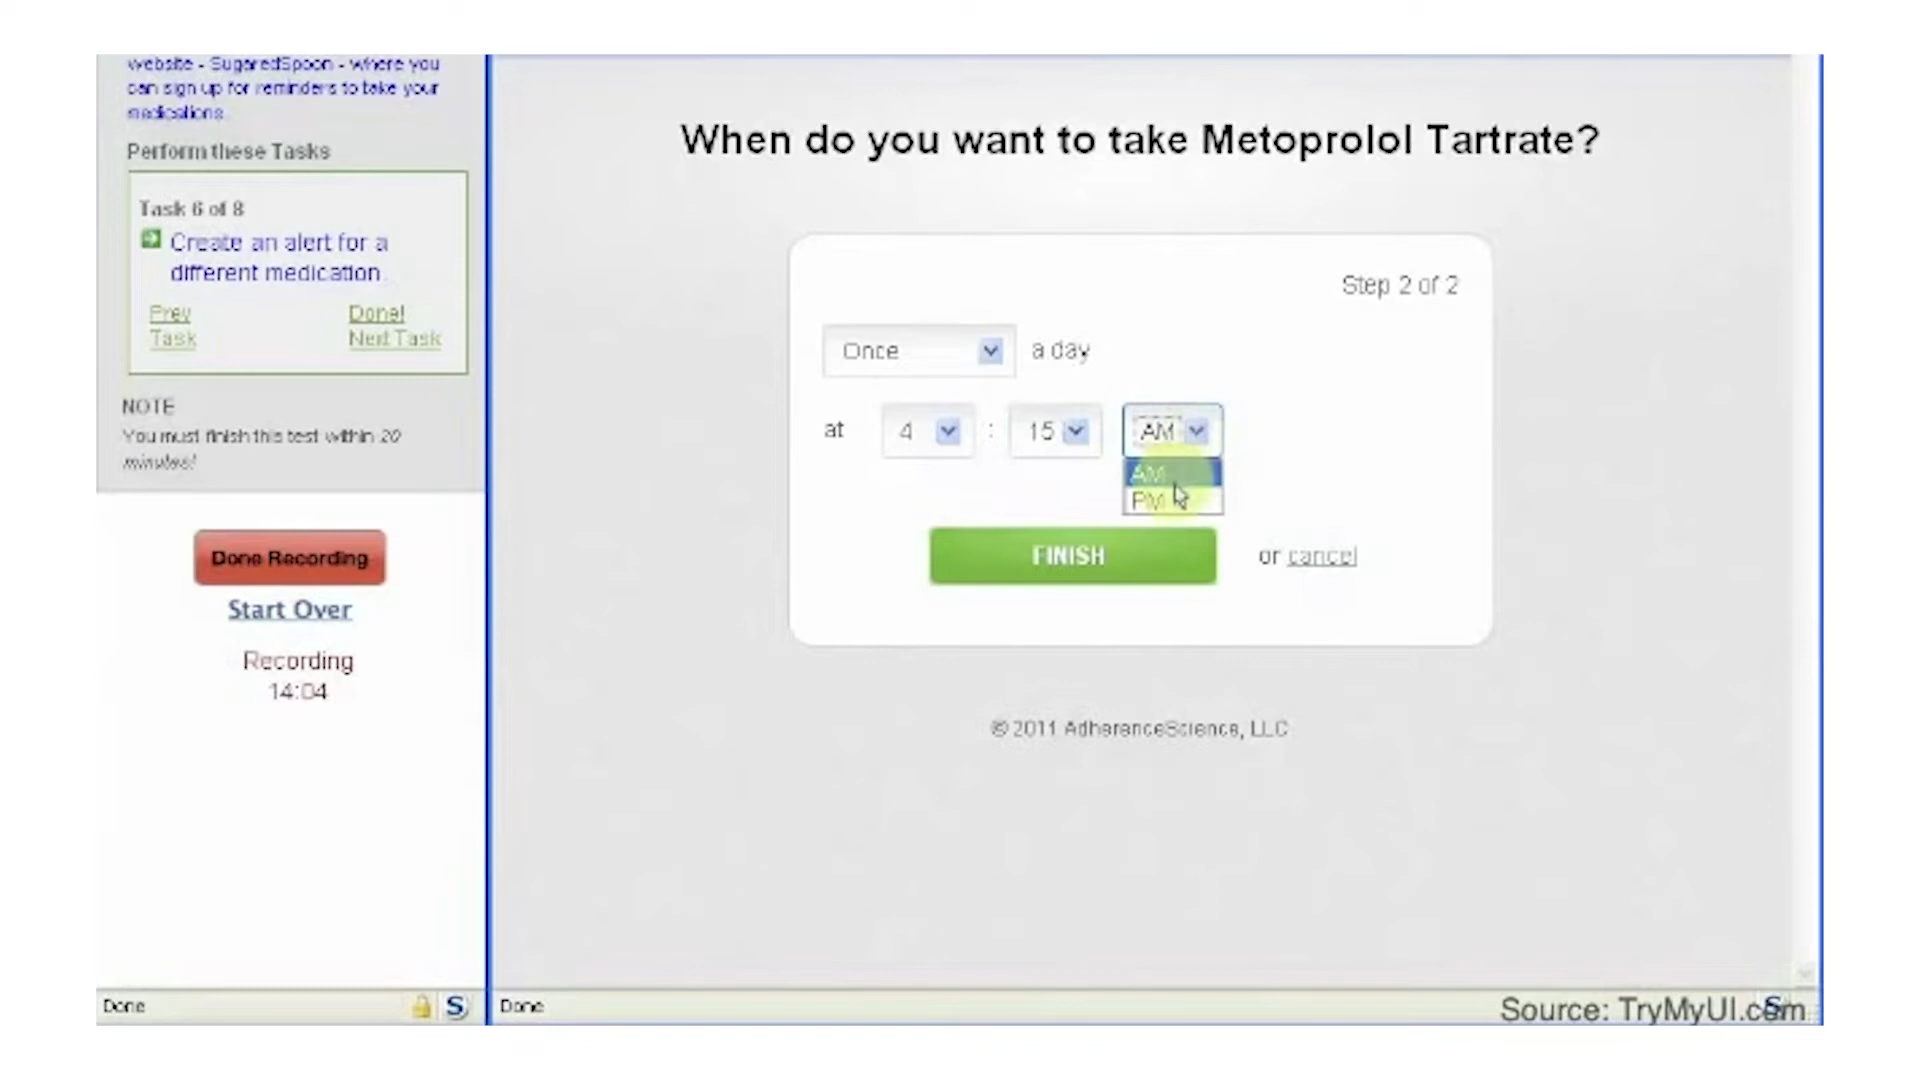 website - SugaredSpoon - where you
can sign up for reminders to take your
medications.
Perform these Tasks
Task 6 of 8
Create an alert for a
different medication.
Prev
Task
Done!
Next Task
NOTE
You must finish this test within 20
minutes!
Done Recording
Start Over
Recording
14:04
Done
When do you want to take Metoprolol Tartrate?
Step 2 of 2
Once
a day
at
4
:
15
AM
AM
PM
FINISH
or cancel
© 2011 AdherenceScience, LLC
Done
Source: TryMyUI.com